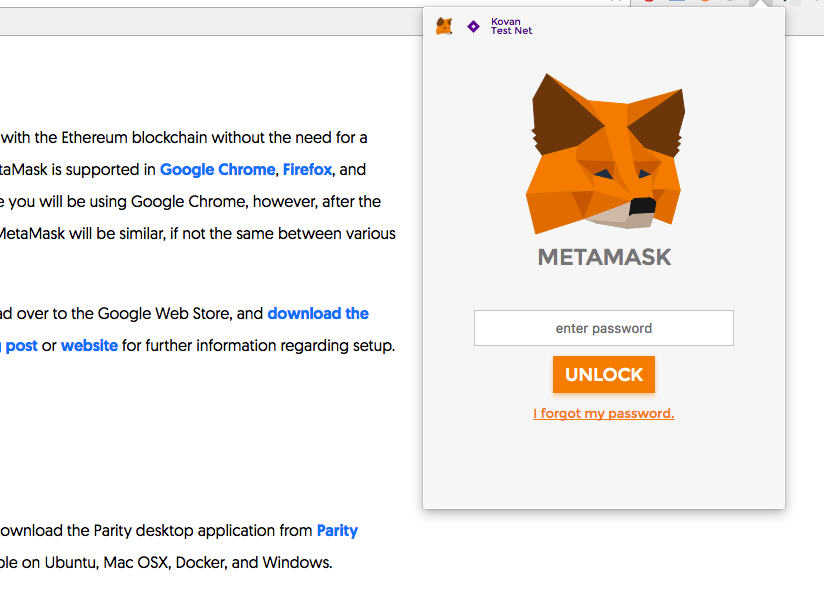 Kovan
Test Net
with the Ethereum blockchain without the need for a
taMask is supported in Google Chrome, Firefox, and
e you will be using Google Chrome, however, after the
MetaMask will be similar, if not the same between various
ad over to the Google Web Store, and download the
post or website for further information regarding setup.
ownload the Parity desktop application from Parity
ble on Ubuntu, Mac OSX, Docker, and Windows.
METAMASK
enter password
UNLOCK
I forgot my password.